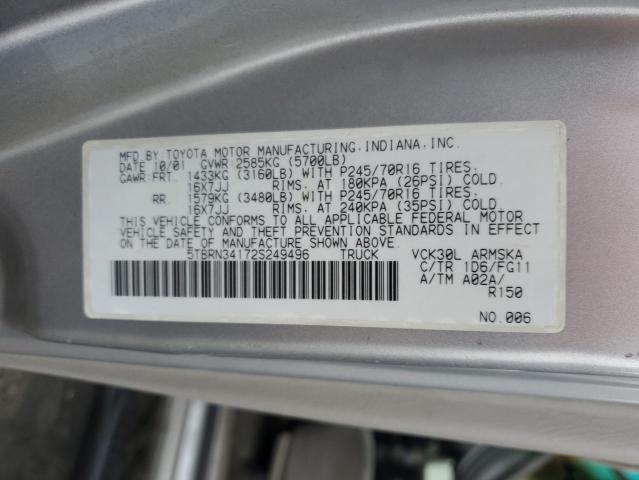 MFD.BY:TOYOTA MOTOR MANUFACTURING,INDIANA,INC.
DATE 10/01 GVWR:2585KG (5700LB)
GAWR:FRT. 1433KG (3160LB) WITH P245/70R16 TIRES,
16X7JJ RIMS, AT 180KPA (26PSI) COLD.
RR. 1579KG (3480LB) WITH P245/70R16 TIRES,
16X7JJ RIMS, AT 240KPA (35PSI) COLD.
THIS VEHICLE CONFORMS TO ALL APPLICABLE FEDERAL MOTOR
VEHICLE SAFETY AND THEFT PREVENTION STANDARDS IN EFFECT
ON THE DATE OF MANUFACTURE SHOWN ABOVE.
5TBRN34172S249496 TRUCK VCK30L ARMSKA
C/TR 1D6/FG11
A/TM A02A/
R150
NO.006